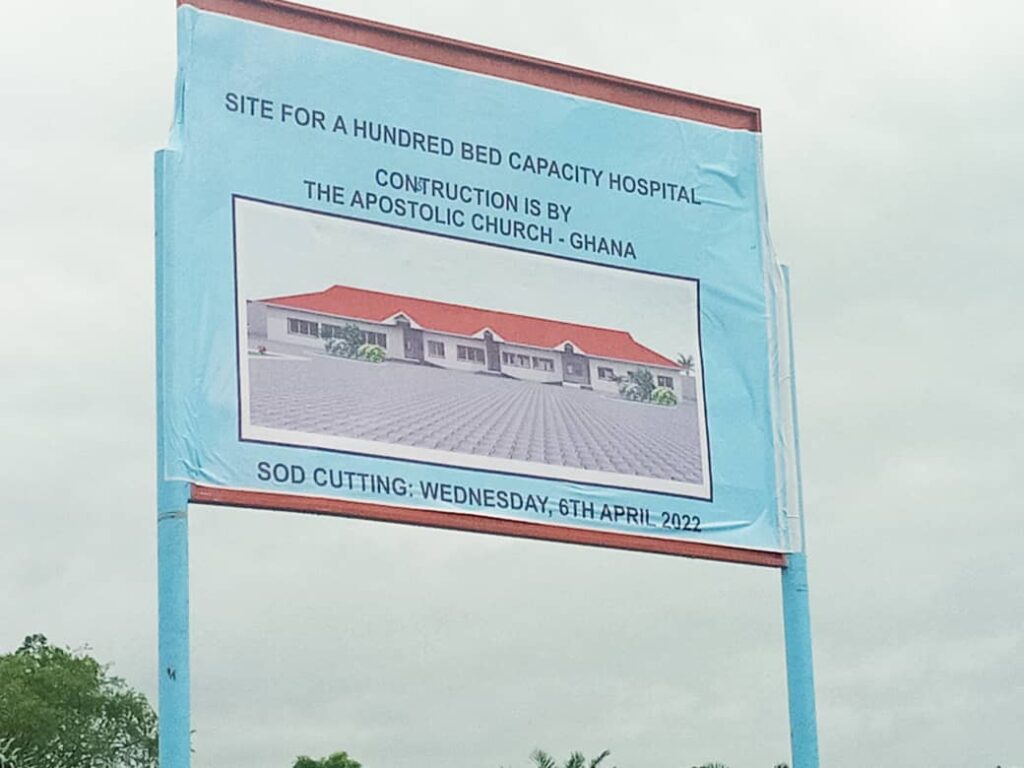 SITE FOR A HUNDRED BED CAPACITY HOSPITAL
CONTRUCTION IS BY
THE APOSTOLIC CHURCH - GHANA
SOD CUTTING: WEDNESDAY, 6TH APRIL 2022